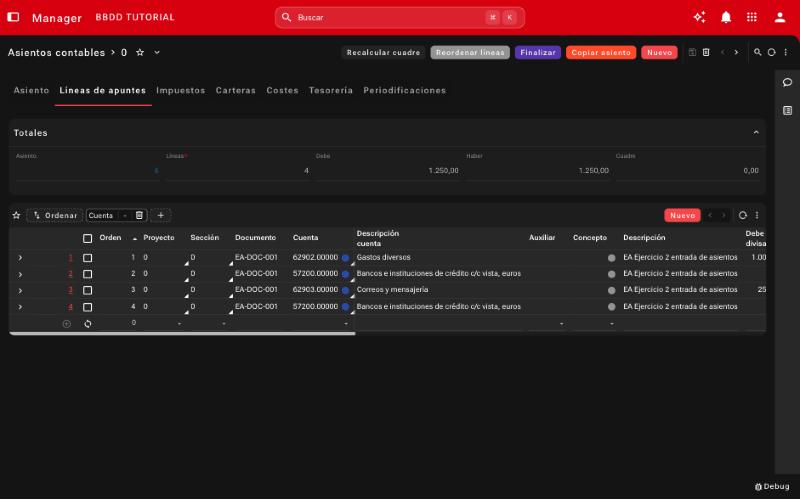 Manager BBDD TUTORIAL
Buscar ⌘ K
Asientos contables > 0
Recalcular cuadre Reordenar líneas Finalizar Copiar asiento Nuevo
Asiento Líneas de apuntes Impuestos Carteras Costes Tesorería Periodificaciones
Totales
Asiento Líneas* Debe Haber Cuadre
4 1.250,00 1.250,00 0,00
Ordenar Cuenta - + Nuevo
Orden Proyecto Sección Documento Cuenta Descripción cuenta Auxiliar Concepto Descripción Debe divisa
1 1 0 0 EA-DOC-001 62902.00000 Gastos diversos EA Ejercicio 2 entrada de asientos 1.00
2 2 0 0 EA-DOC-001 57200.00000 Bancos e instituciones de crédito c/c vista, euros EA Ejercicio 2 entrada de asientos
3 3 0 0 EA-DOC-001 62903.00000 Correos y mensajería EA Ejercicio 2 entrada de asientos 25
4 4 0 0 EA-DOC-001 57200.00000 Bancos e instituciones de crédito c/c vista, euros EA Ejercicio 2 entrada de asientos
0
Debug